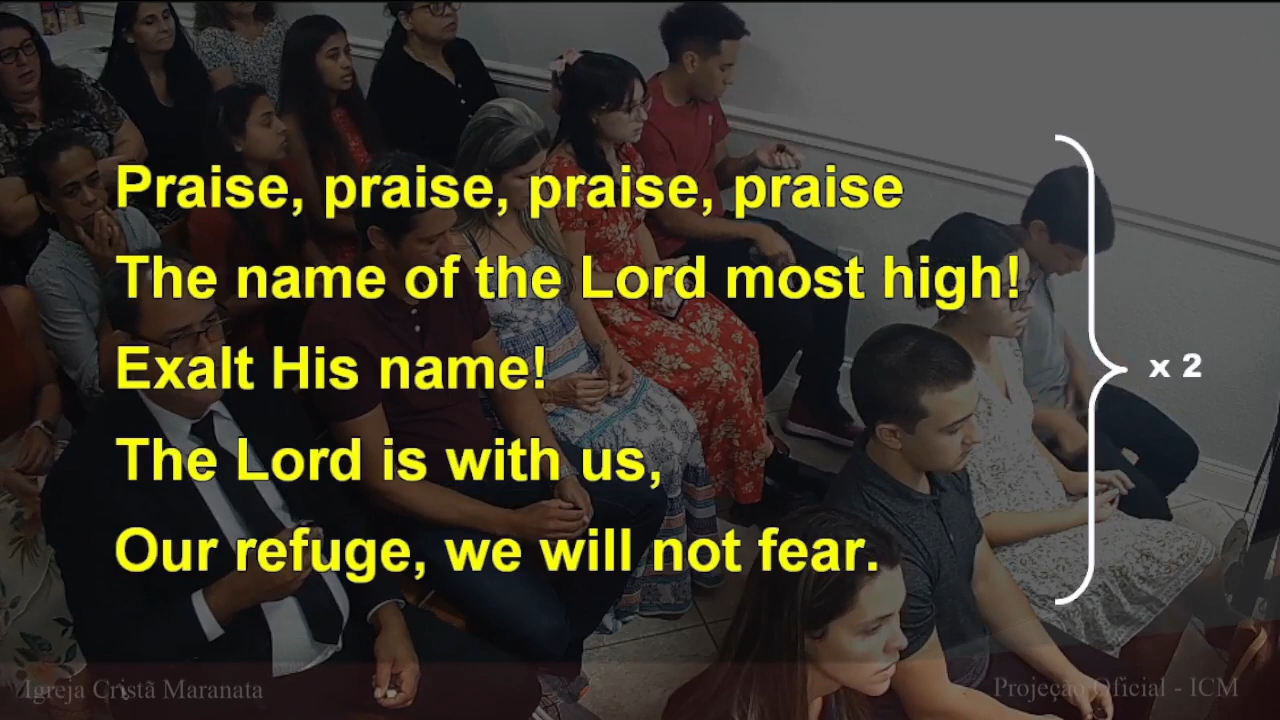 Praise, praise, praise, praise
The name of the Lord most high!
Exalt His name!
x 2
The Lord is with us,
Our refuge, we will not fear.
Igreja Cristã Maranata
Projeção Oficial - ICM